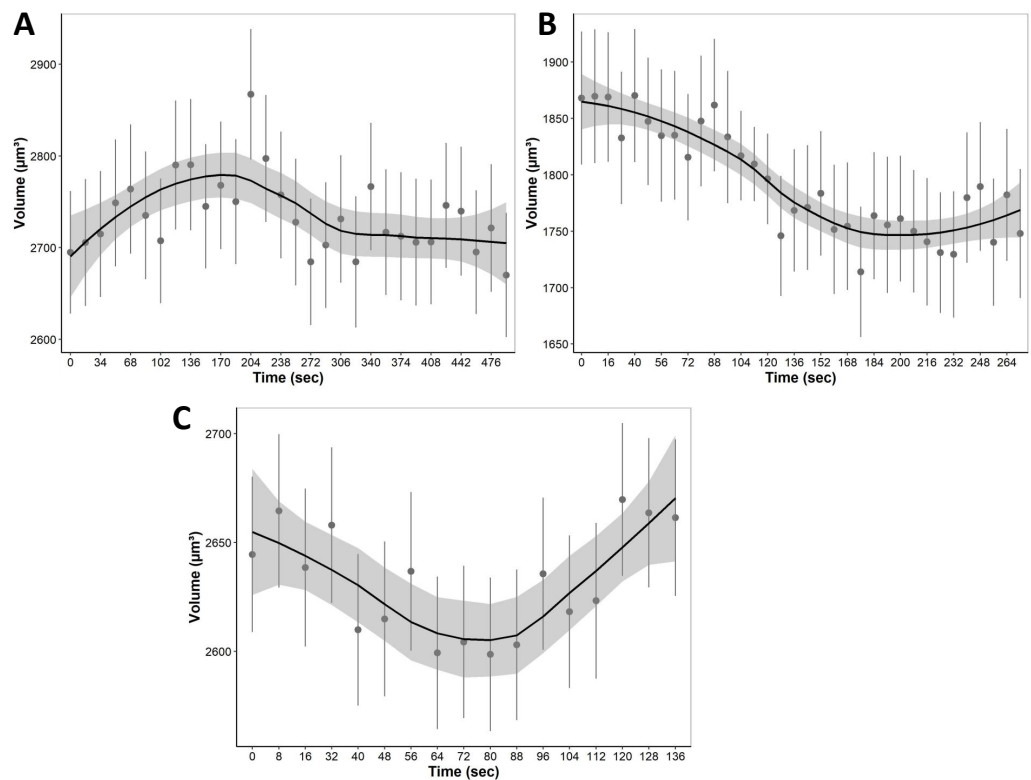 A
Volume (µm³)
2900
2800
2700
2600
0 34 68 102 136 170 204 238 272 306 340 374 408 442 476
Time (sec)
B
Volume (µm³)
1900
1850
1800
1750
1700
1650
0 16 40 56 72 88 104 120 136 152 168 184 200 216 232 248 264
Time (sec)
C
Volume (µm³)
2700
2650
2600
0 8 16 32 40 48 56 64 72 80 88 96 104 112 120 128 136
Time (sec)